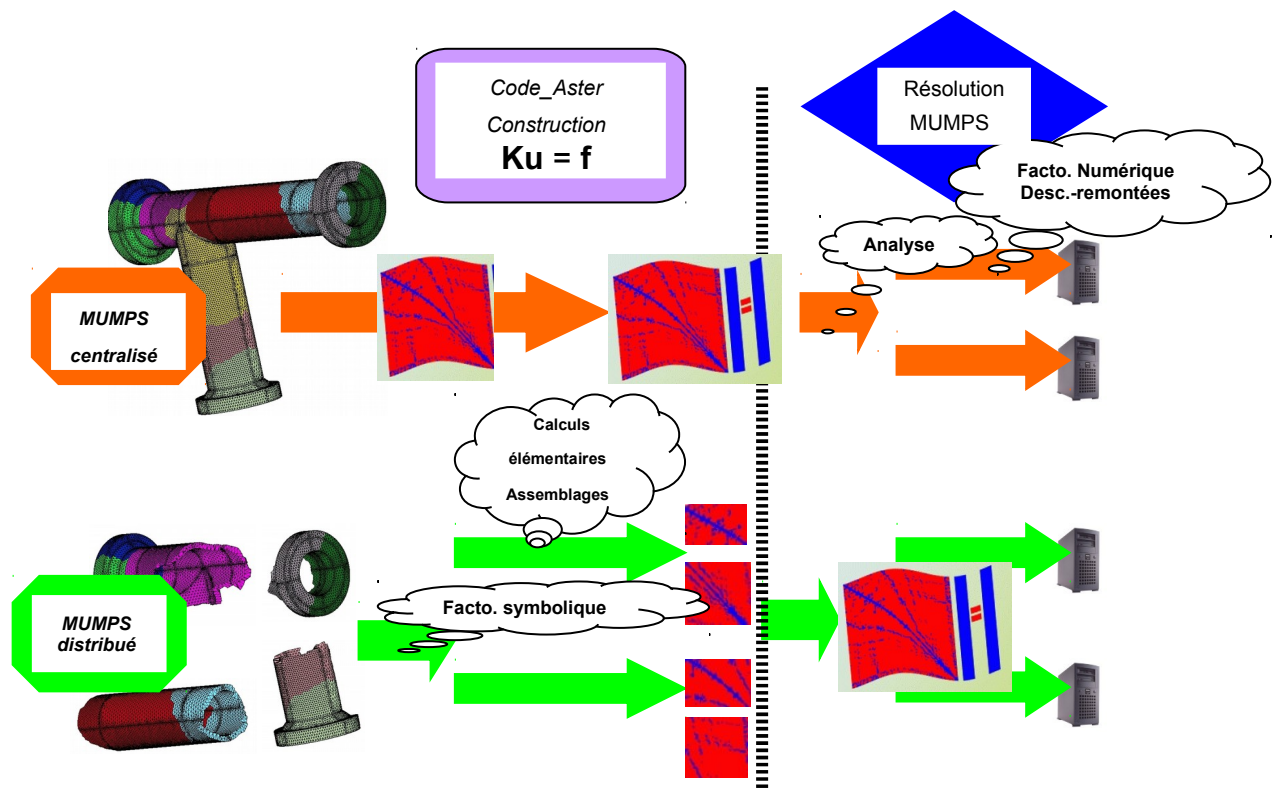 Code_Aster
Construction
Ku = f
Résolution
MUMPS
Facto. Numérique
Desc.-remontées
Analyse
MUMPS
centralisé
Calculs
élémentaires
Assemblages
Facto. symbolique
MUMPS
distribué